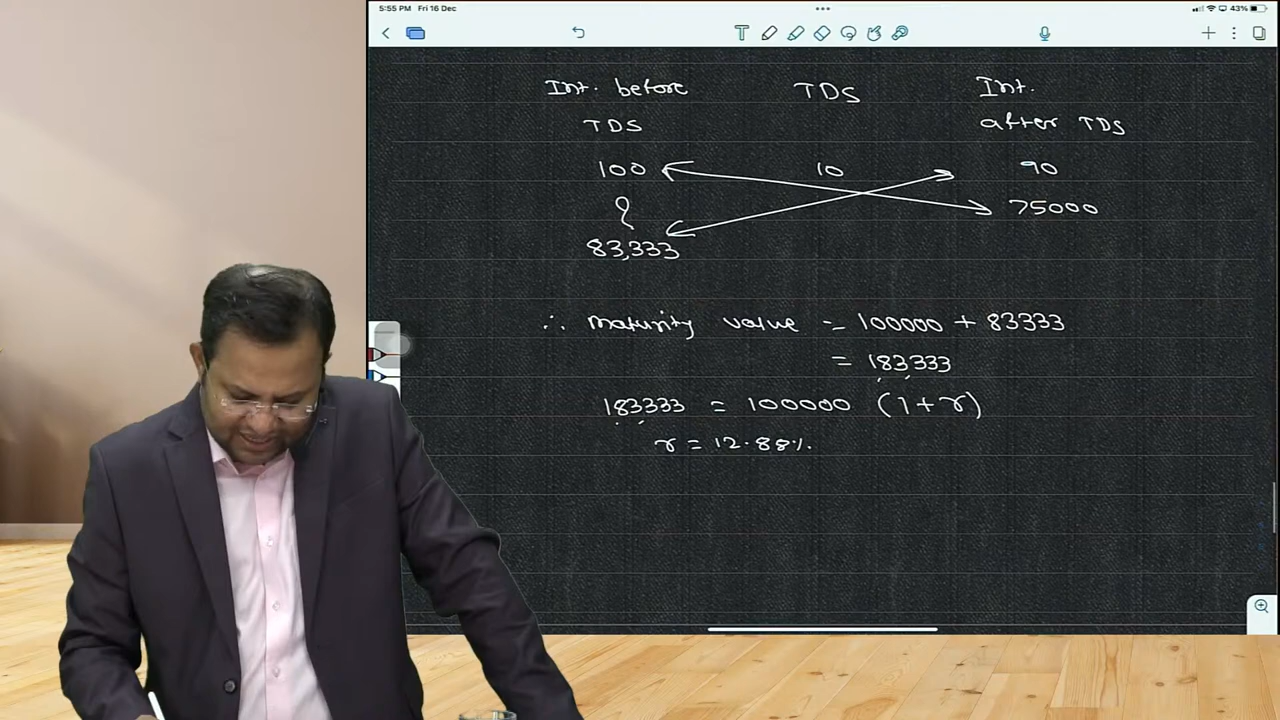 5:55 PM Fri 16 Dec
43%
Int. before TDS Int.
TDS after TDS
100 10 90
? 75000
83,333
∴ maturity value = 100000 + 83333
= 183333
183333 = 100000 (1+r)
r = 12.88%